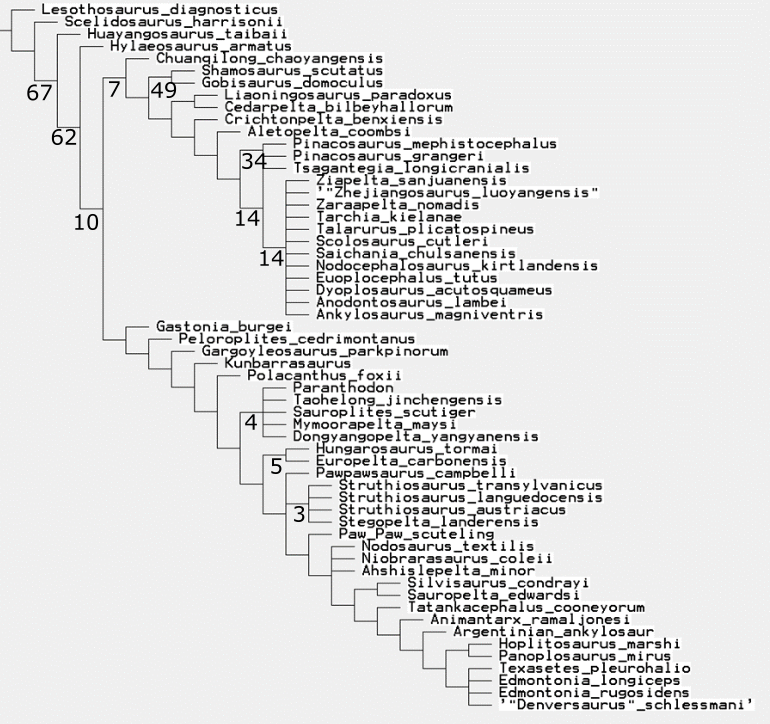 Lesothosaurus_diagnosticus
Scelidosaurus_harrisonii
Huayangosaurus_taibaii
Hylaeosaurus_armatus
Chuanqilong_chaoyangensis
Shamosaurus_scutatus
Gobisaurus_domoculus
7
49
67
Liaoningosaurus_paradoxus
Cedarpelta_bilbeyhallorum
Crichtonpelta_benxiensis
Aletopelta_coombsi
62
Pinacosaurus_mephistocephalus
Pinacosaurus_grangeri
34
Tsagantegia_longicranialis
Ziapelta_sanjuanensis
'"Zhejiangosaurus_luoyangensis"
Zaraapelta_nomadis
Tarchia_kielanae
14
10
Talarurus_plicatospineus
Scolosaurus_cutleri
Saichania_chulsanensis
14
Nodocephalosaurus_kirtlandensis
Euoplocephalus_tutus
Dyoplosaurus_acutosquameus
Anodontosaurus_lambei
Ankylosaurus_magniventris
Gastonia_burgei
Peloroplites_cedrimontanus
Gargoyleosaurus_parkpinorum
Kunbarrasaurus
Polacanthus_foxii
Paranthodon
Taohelong_jinchengensis
Sauroplites_scutiger
4
Mymoorapelta_maysi
Dongyangopelta_yangyanensis
Hungarosaurus_tormai
5
Europelta_carbonensis
Pawpawsaurus_campbelli
Struthiosaurus_transylvanicus
Struthiosaurus_languedocensis
Struthiosaurus_austriacus
3
Stegopelta_landerensis
Paw_Paw_scuteling
Nodosaurus_textilis
Niobrarasaurus_coleii
Ahshislepelta_minor
Silvisaurus_condrayi
Sauropelta_edwardsi
Tatankacephalus_cooneyorum
Animantarx_ramaljonesi
Argentinian_ankylosaur
Hoplitosaurus_marshi
Panoplosaurus_mirus
Texasetes_pleurohalio
Edmontonia_longiceps
Edmontonia_rugosidens
'"Denversaurus"_schlessmani'